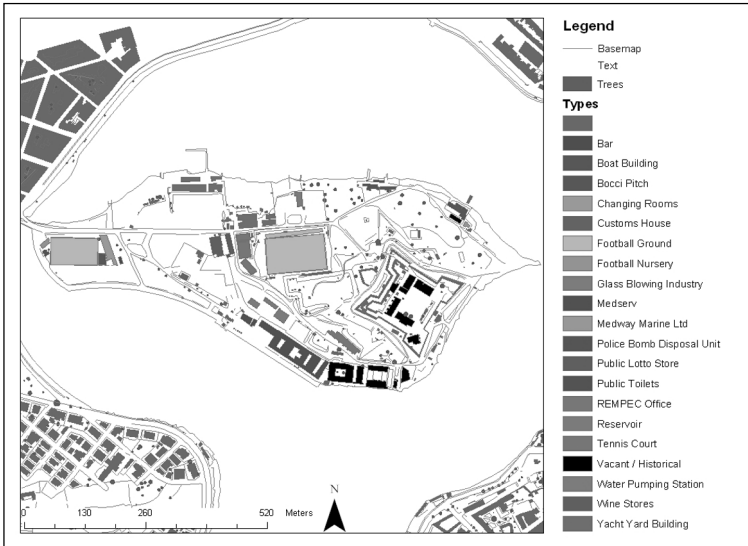 Legend
Basemap
Text
Trees
Types
Bar
Boat Building
Bocci Pitch
Changing Rooms
Customs House
Football Ground
Football Nursery
Glass Blowing Industry
Medserv
Medway Marine Ltd
Police Bomb Disposal Unit
Public Lotto Store
Public Toilets
REMPEC Office
Reservoir
Tennis Court
Vacant / Historical
Water Pumping Station
Wine Stores
Yacht Yard Building
N
0 130 260 520 Meters